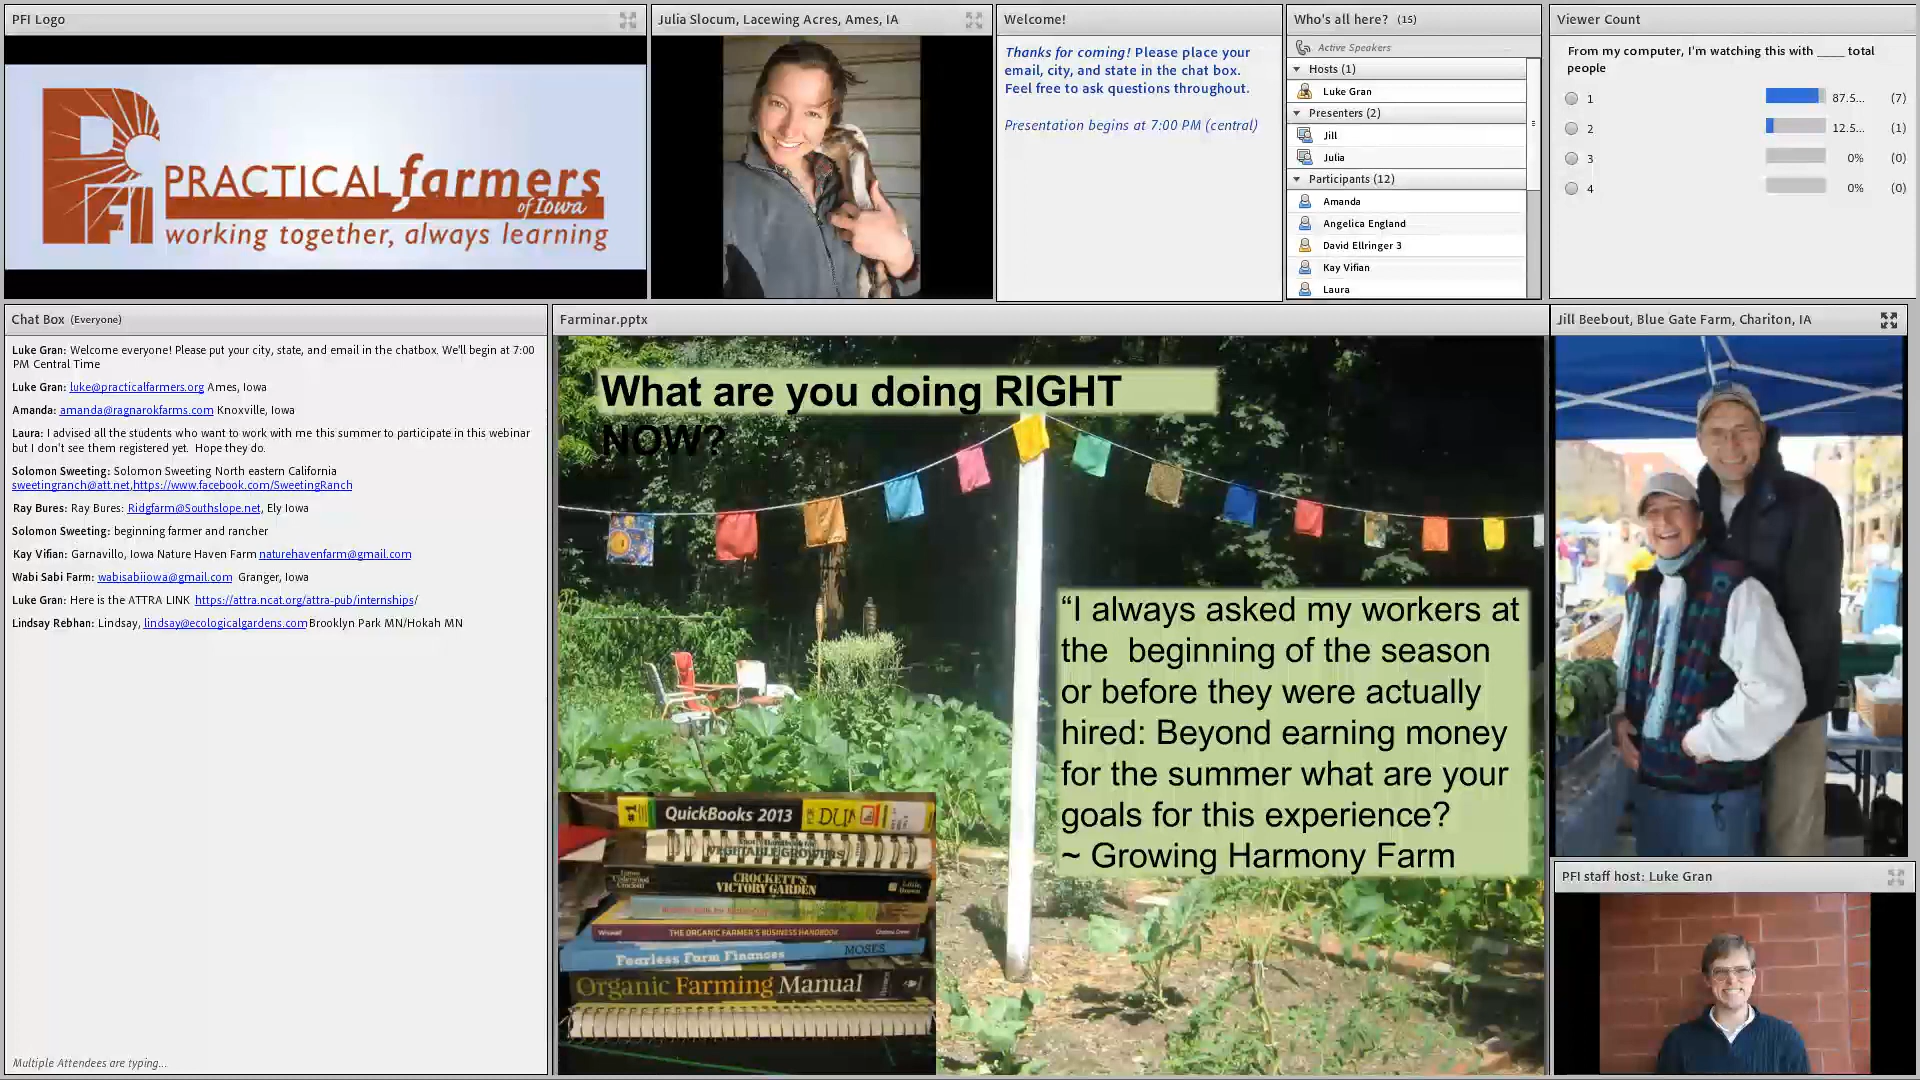 PFI Logo
PRACTICAL farmers
of Iowa
PFI
working together, always learning
Julia Slocum, Lacewing Acres, Ames, IA
Welcome!
Thanks for coming! Please place your
email, city, and state in the chat box.
Feel free to ask questions throughout.
Presentation begins at 7:00 PM (central)
Who's all here? (15)
Active Speakers
Hosts (1)
Luke Gran
Presenters (2)
Jill
Julia
Participants (12)
Amanda
Angelica England
David Ellringer 3
Kay Vifian
Laura
Viewer Count
From my computer, I'm watching this with ____ total
people
1 87.5... (7)
2 12.5... (1)
3 0% (0)
4 0% (0)
Chat Box (Everyone)
Luke Gran: Welcome everyone! Please put your city, state, and email in the chatbox. We'll begin at 7:00
PM Central Time
Luke Gran: luke@practicalfarmers.org Ames, Iowa
Amanda: amanda@ragnarokfarms.com Knoxville, Iowa
Laura: I advised all the students who want to work with me this summer to participate in this webinar
but I don't see them registered yet. Hope they do.
Solomon Sweeting: Solomon Sweeting North eastern California
sweetingranch@att.net,https://www.facebook.com/SweetingRanch
Ray Bures: Ray Bures: Ridgfarm@Southslope.net, Ely Iowa
Solomon Sweeting: beginning farmer and rancher
Kay Vifian: Garnavillo, Iowa Nature Haven Farm naturehavenfarm@gmail.com
Wabi Sabi Farm: wabisabiiowa@gmail.com Granger, Iowa
Luke Gran: Here is the ATTRA LINK https://attra.ncat.org/attra-pub/internships/
Lindsay Rebhan: Lindsay, lindsay@ecologicalgardens.com Brooklyn Park MN/Hokah MN
Multiple Attendees are typing...
Farminar.pptx
What are you doing RIGHT
NOW?
“I always asked my workers at
the beginning of the season
or before they were actually
hired: Beyond earning money
for the summer what are your
goals for this experience?
~ Growing Harmony Farm
#1 QuickBooks 2013
VEGETABLE GROWERS
CROCKETT'S
VICTORY GARDEN
Wiswall THE ORGANIC FARMER'S BUSINESS HANDBOOK
Fearless Farm Finances MOSES
Organic Farming Manual
Jill Beebout, Blue Gate Farm, Chariton, IA
PFI staff host: Luke Gran